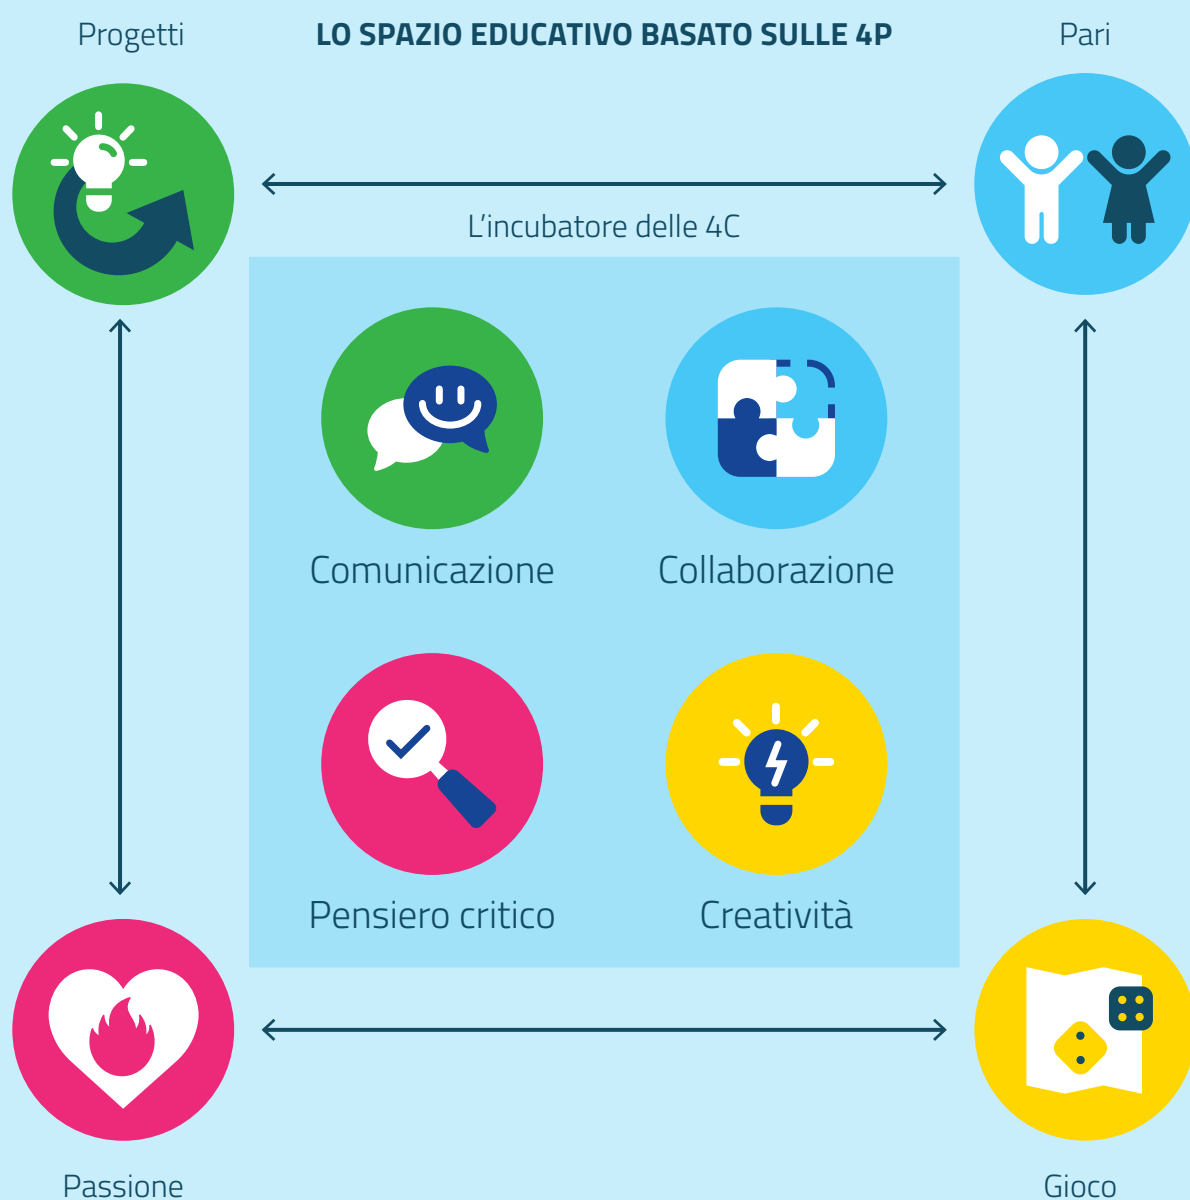 Progetti
LO SPAZIO EDUCATIVO BASATO SULLE 4P
Pari
L'incubatore delle 4C
Comunicazione
Collaborazione
Pensiero critico
Creatività
Passione
Gioco